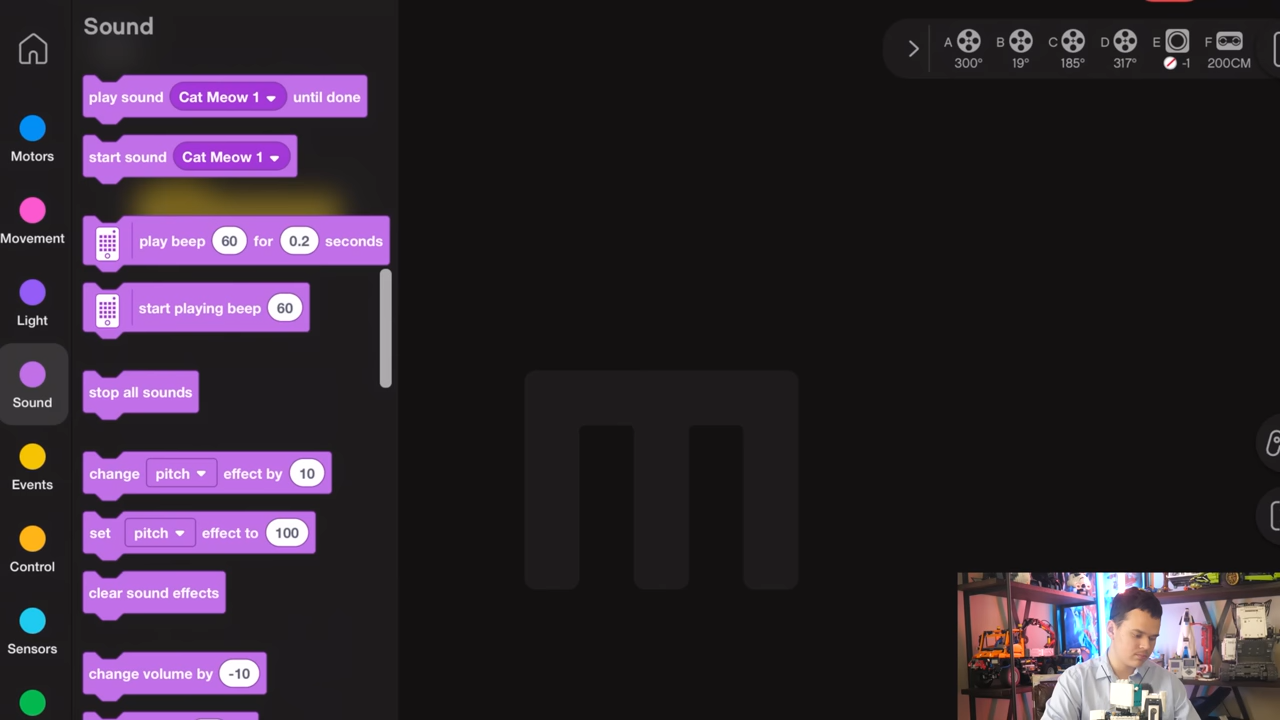 Sound
A B C D E F
300° 19° 185° 317° -1 200CM
Motors
Movement
Light
Sound
Events
Control
Sensors
play sound Cat Meow 1 until done
start sound Cat Meow 1
play beep 60 for 0.2 seconds
start playing beep 60
stop all sounds
change pitch effect by 10
set pitch effect to 100
clear sound effects
change volume by -10